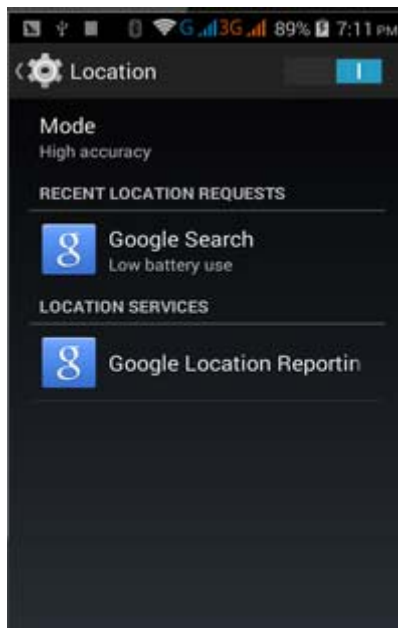 G 3G 89% 7:11 PM
Location
Mode
High accuracy
RECENT LOCATION REQUESTS
g Google Search
Low battery use
LOCATION SERVICES
g Google Location Reportin